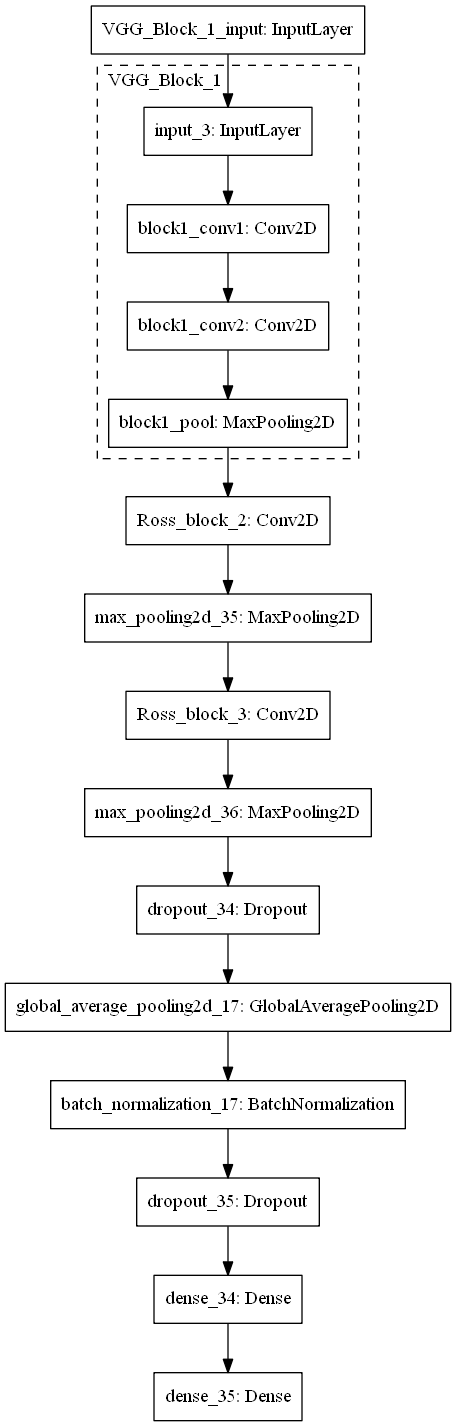 VGG_Block_1_input: InputLayer
VGG_Block_1
input_3: InputLayer
block1_conv1: Conv2D
block1_conv2: Conv2D
block1_pool: MaxPooling2D
Ross_block_2: Conv2D
max_pooling2d_35: MaxPooling2D
Ross_block_3: Conv2D
max_pooling2d_36: MaxPooling2D
dropout_34: Dropout
global_average_pooling2d_17: GlobalAveragePooling2D
batch_normalization_17: BatchNormalization
dropout_35: Dropout
dense_34: Dense
dense_35: Dense